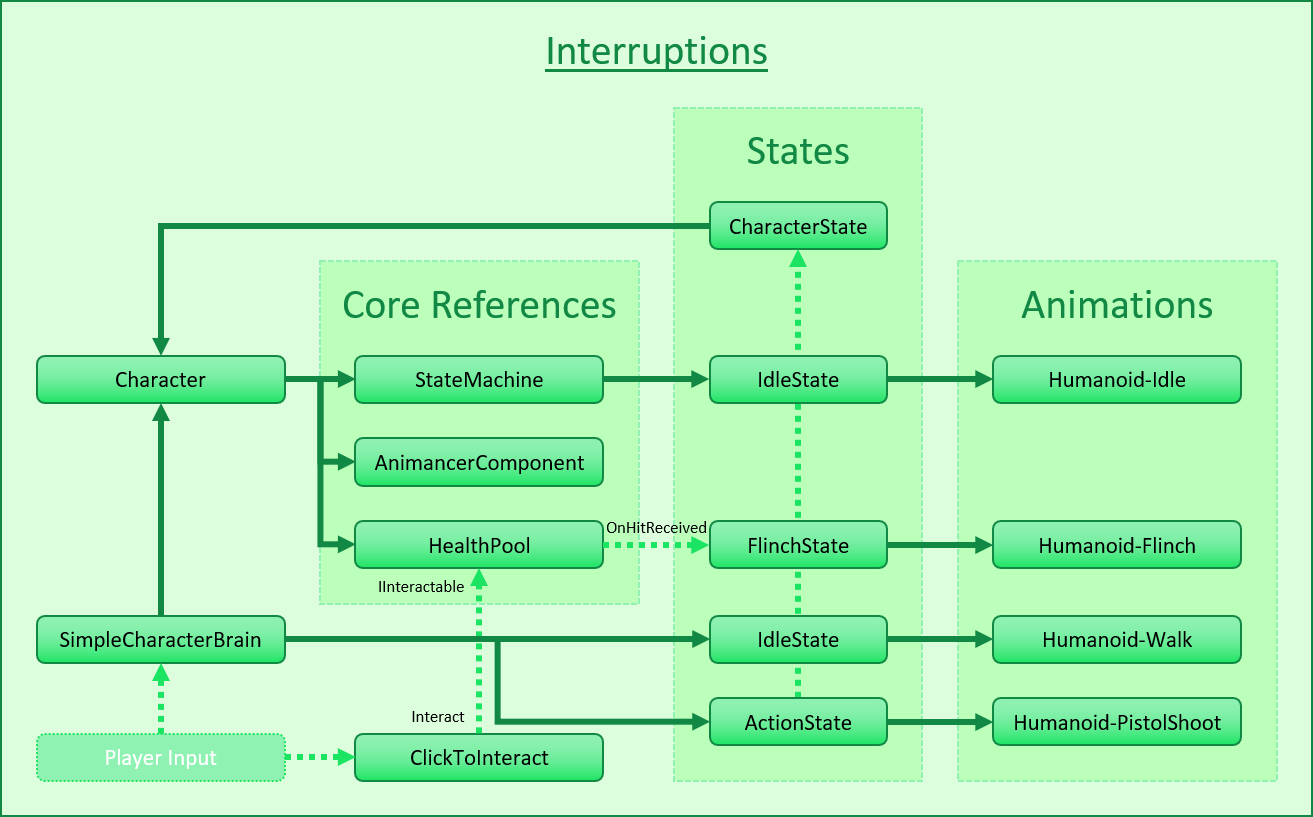 Interruptions
States
CharacterState
Core References
Animations
Character
StateMachine
IdleState
Humanoid-Idle
AnimancerComponent
HealthPool
OnHitReceived
FlinchState
Humanoid-Flinch
IInteractable
SimpleCharacterBrain
IdleState
Humanoid-Walk
Interact
ActionState
Humanoid-PistolShoot
Player Input
ClickToInteract